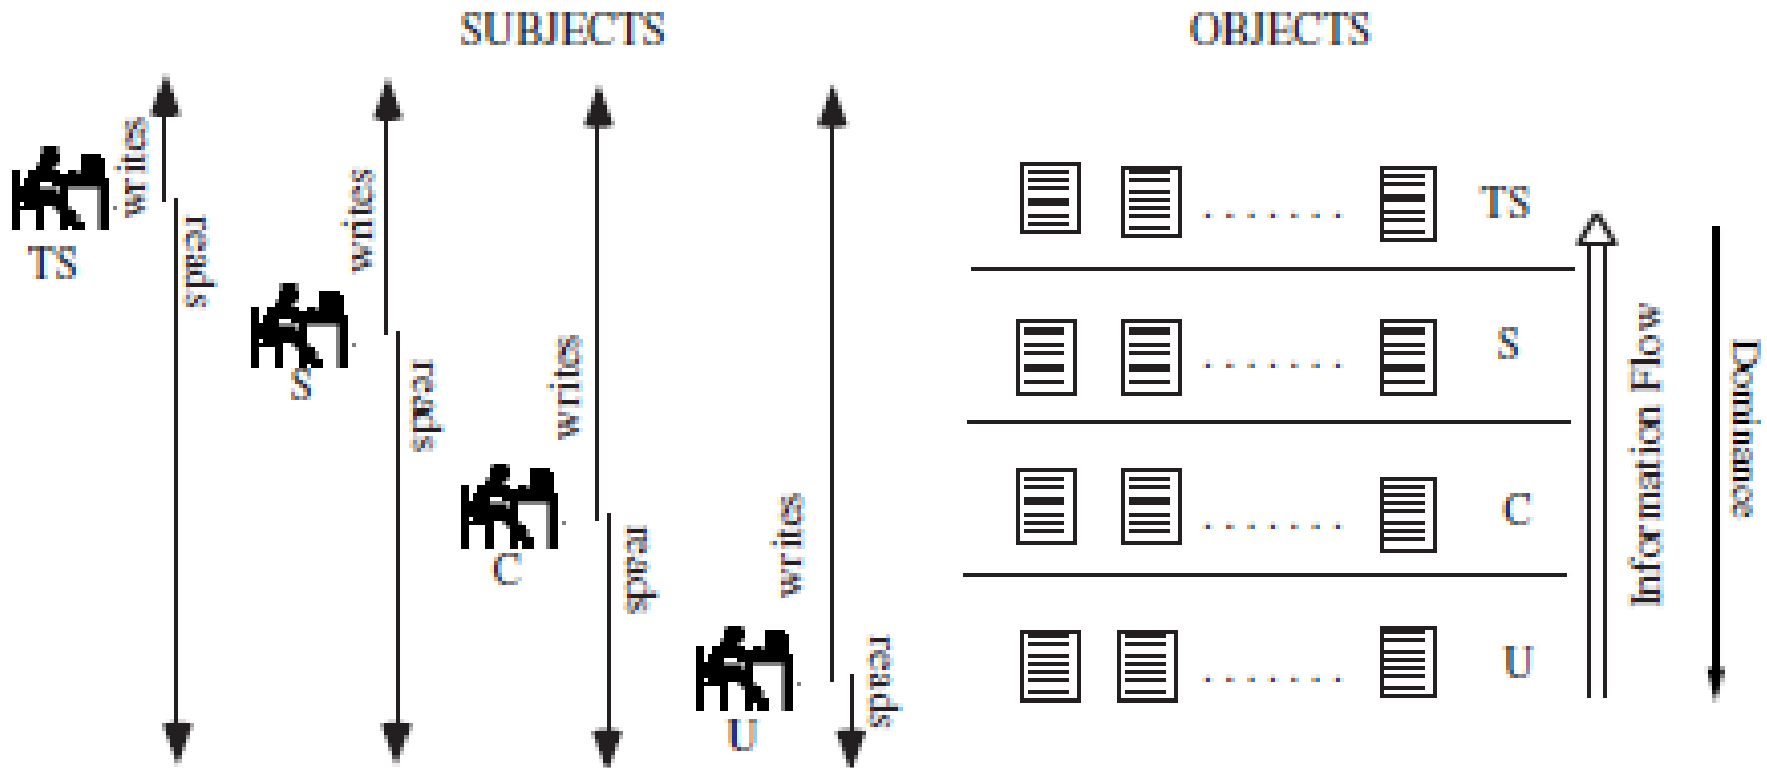 SUBJECTS
OBJECTS
writes
reads
TS
writes
reads
S
writes
reads
C
writes
reads
U
TS
S
C
U
Information Flow
Dominance